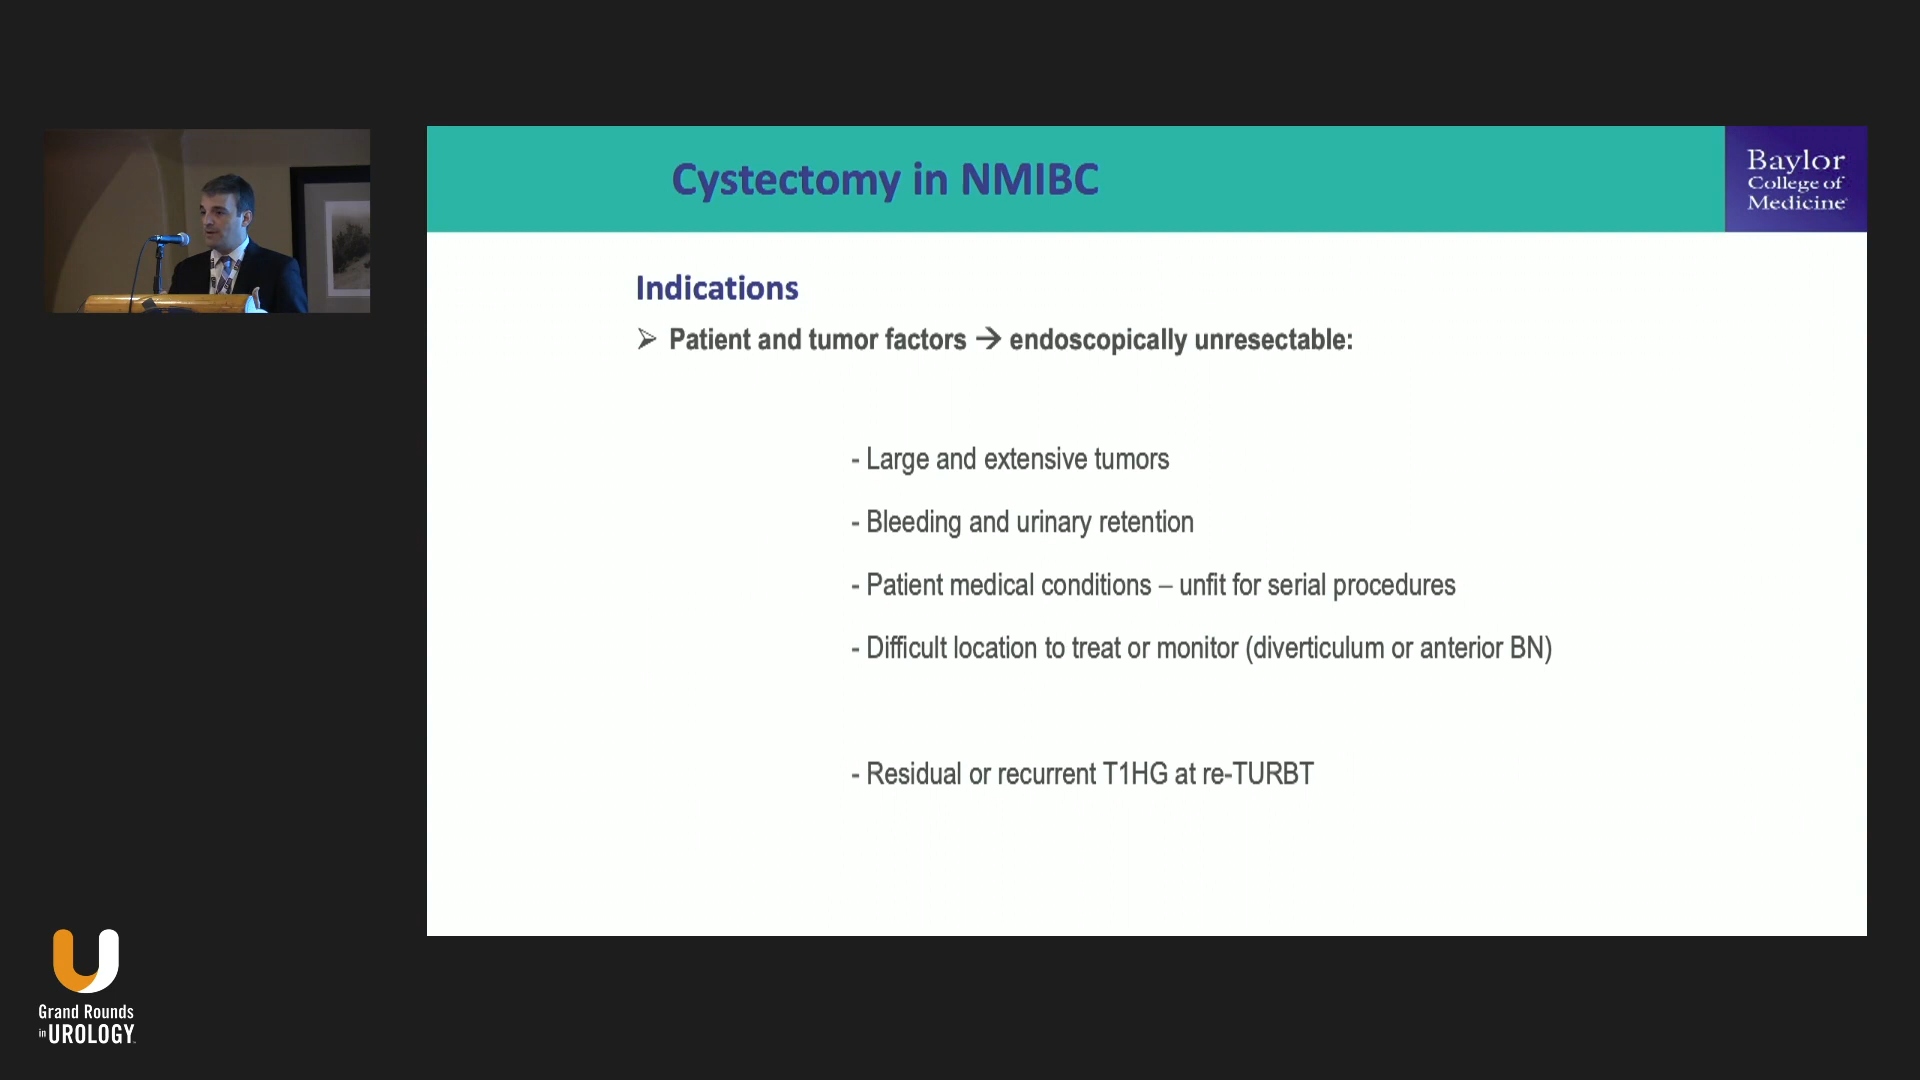 Cystectomy in NMIBC
Baylor
College of
Medicine
Indications
➢ Patient and tumor factors → endoscopically unresectable:
- Large and extensive tumors
- Bleeding and urinary retention
- Patient medical conditions – unfit for serial procedures
- Difficult location to treat or monitor (diverticulum or anterior BN)
- Residual or recurrent T1HG at re-TURBT
Grand Rounds
in UROLOGY